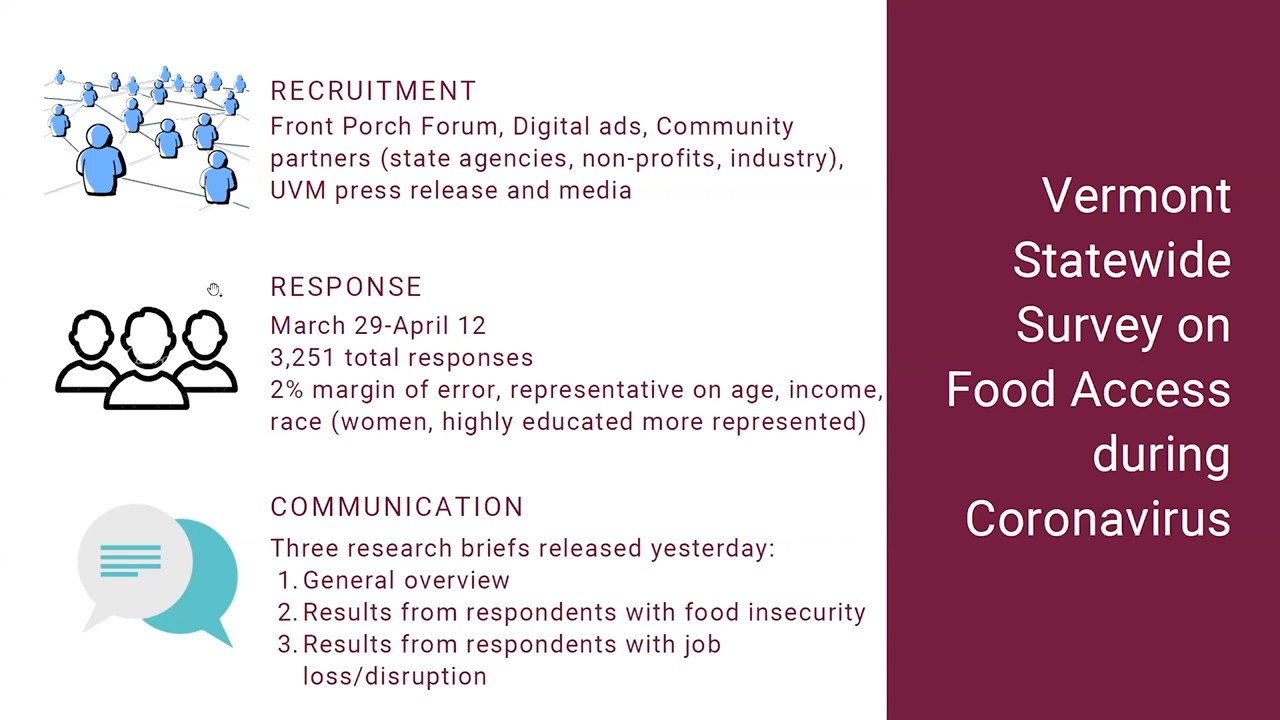 RECRUITMENT
Front Porch Forum, Digital ads, Community
partners (state agencies, non-profits, industry),
UVM press release and media
RESPONSE
March 29-April 12
3,251 total responses
2% margin of error, representative on age, income,
race (women, highly educated more represented)
COMMUNICATION
Three research briefs released yesterday:
1. General overview
2. Results from respondents with food insecurity
3. Results from respondents with job
loss/disruption
Vermont
Statewide
Survey on
Food Access
during
Coronavirus